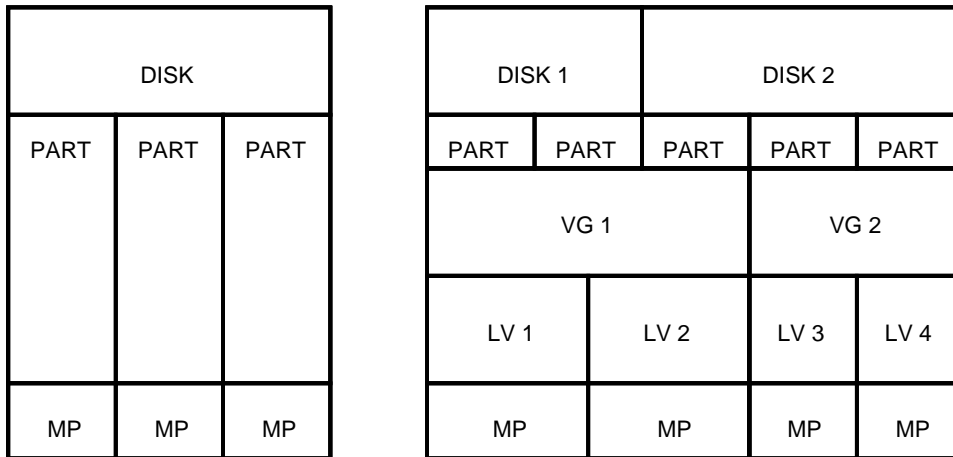 DISK
PART PART PART
MP MP MP
DISK 1 DISK 2
PART PART PART PART PART
VG 1 VG 2
LV 1 LV 2 LV 3 LV 4
MP MP MP MP